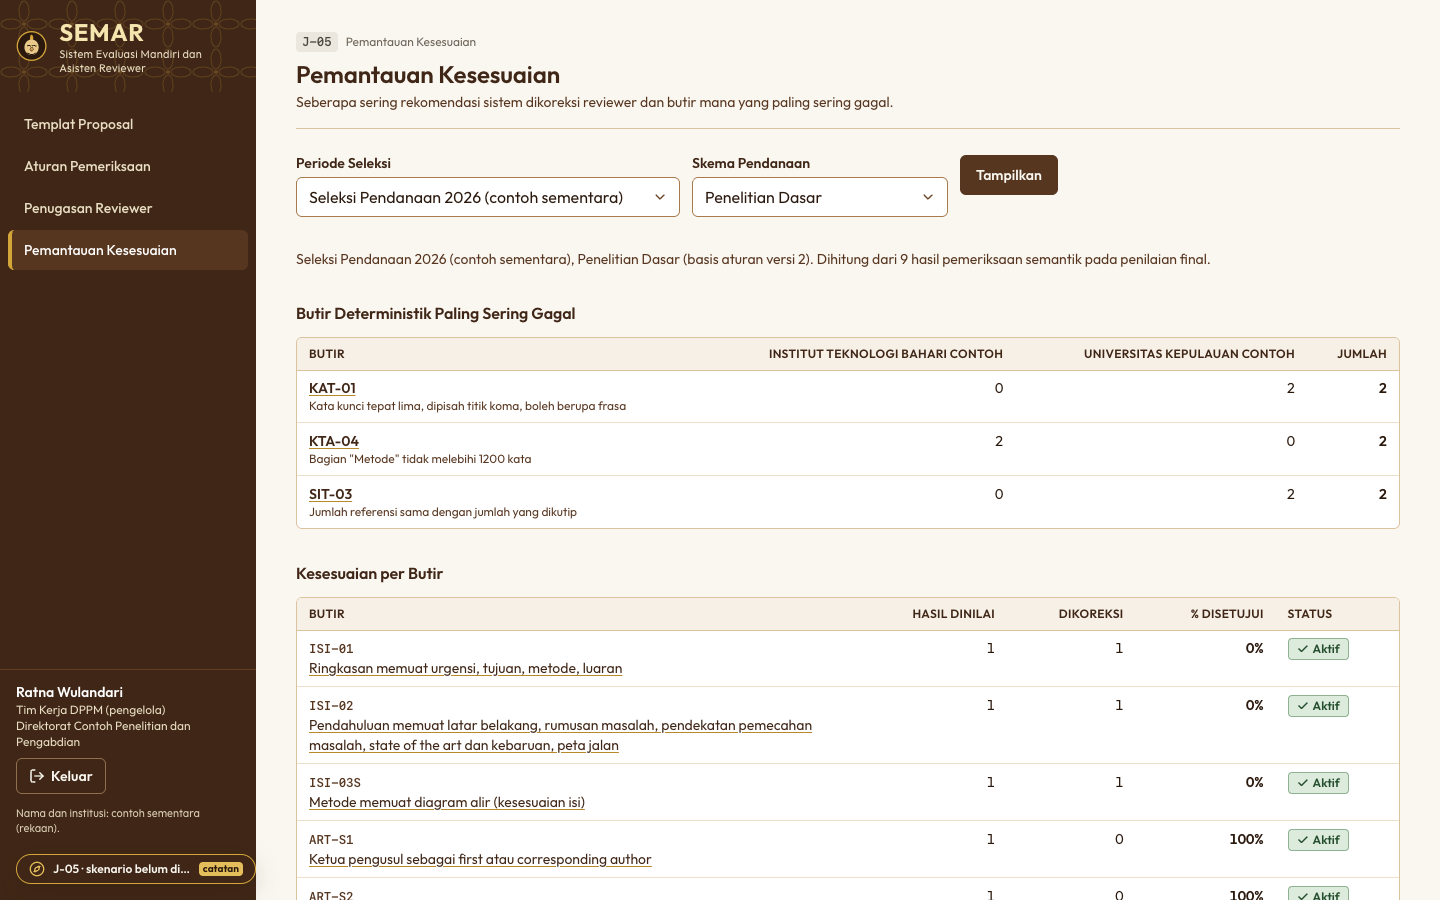 SEMAR
Sistem Evaluasi Mandiri dan
Asisten Reviewer
Templat Proposal
Aturan Pemeriksaan
Penugasan Reviewer
Pemantauan Kesesuaian
Ratna Wulandari
Tim Kerja DPPM (pengelola)
Direktorat Contoh Penelitian dan
Pengabdian
Keluar
Nama dan institusi: contoh sementara
(rekaan).
J-05 · skenario belum di... catatan
J-05 Pemantauan Kesesuaian
Pemantauan Kesesuaian
Seberapa sering rekomendasi sistem dikoreksi reviewer dan butir mana yang paling sering gagal.
Periode Seleksi Skema Pendanaan
Seleksi Pendanaan 2026 (contoh sementara) Penelitian Dasar Tampilkan
Seleksi Pendanaan 2026 (contoh sementara), Penelitian Dasar (basis aturan versi 2). Dihitung dari 9 hasil pemeriksaan semantik pada penilaian final.
Butir Deterministik Paling Sering Gagal
BUTIR INSTITUT TEKNOLOGI BAHARI CONTOH UNIVERSITAS KEPULAUAN CONTOH JUMLAH
KAT-01 0 2 2
Kata kunci tepat lima, dipisah titik koma, boleh berupa frasa
KTA-04 2 0 2
Bagian "Metode" tidak melebihi 1200 kata
SIT-03 0 2 2
Jumlah referensi sama dengan jumlah yang dikutip
Kesesuaian per Butir
BUTIR HASIL DINILAI DIKOREKSI % DISETUJUI STATUS
ISI-01 1 1 0% Aktif
Ringkasan memuat urgensi, tujuan, metode, luaran
ISI-02 1 1 0% Aktif
Pendahuluan memuat latar belakang, rumusan masalah, pendekatan pemecahan
masalah, state of the art dan kebaruan, peta jalan
ISI-03S 1 1 0% Aktif
Metode memuat diagram alir (kesesuaian isi)
ART-S1 1 0 100% Aktif
Ketua pengusul sebagai first atau corresponding author
ART-S2 1 0 100% Aktif